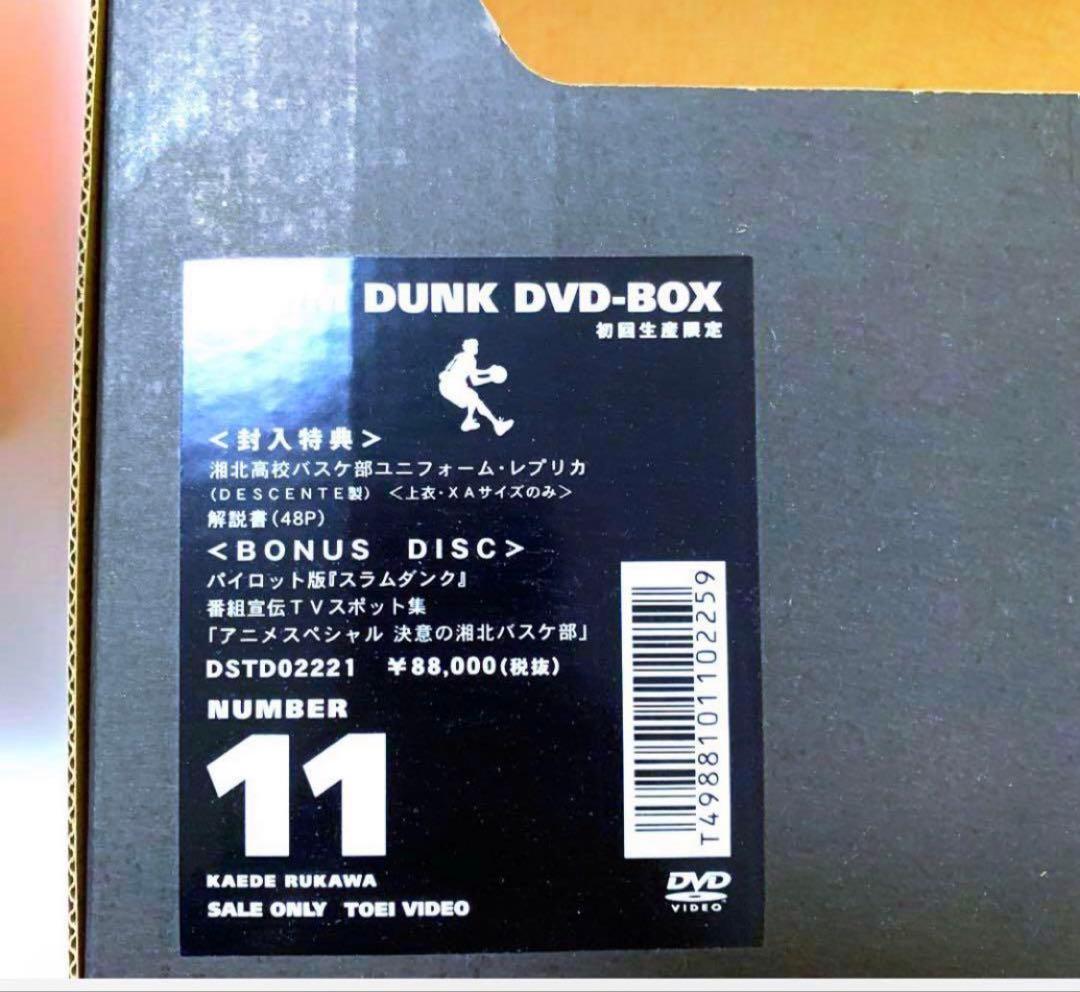 DUNK DVD-BOX
初回生産限定
<封入特典>
湘北高校バスケ部ユニフォーム・レプリカ
(DESCENTE製) <上衣・XAサイズのみ>
解説書(48P)
<BONUS DISC>
パイロット版『スラムダンク』
番組宣伝TVスポット集
「アニメスペシャル 決意の湘北バスケ部」
DSTD02221 ¥88,000(税抜)
NUMBER
11
KAEDE RUKAWA
SALE ONLY TOEI VIDEO
T4988101102259
DVD
VIDEO